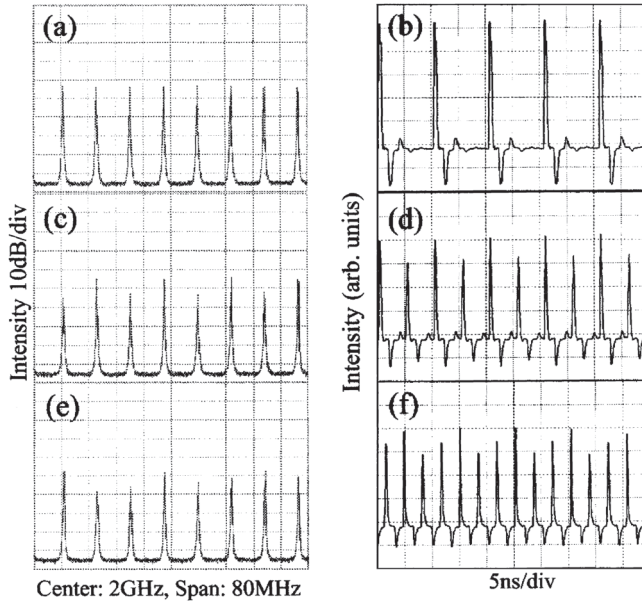 (a)
(b)
(c)
(d)
(e)
(f)
Intensity 10dB/div
Intensity (arb. units)
Center: 2GHz, Span: 80MHz
5ns/div